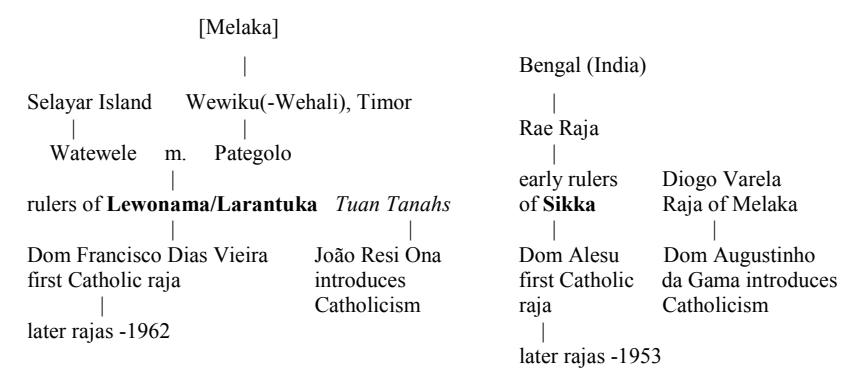 [Melaka]
|
Selayar Island Wewiku(-Wehali), Timor
| |
Watewele m. Pategolo
|
rulers of Lewonama/Larantuka Tuan Tanahs
| |
Dom Francisco Dias Vieira João Resi Ona
first Catholic raja introduces
| Catholicism
later rajas -1962
Bengal (India)
|
Rae Raja
|
early rulers Diogo Varela
of Sikka Raja of Melaka
| |
Dom Alesu Dom Augustinho
first Catholic da Gama introduces
raja Catholicism
|
later rajas -1953